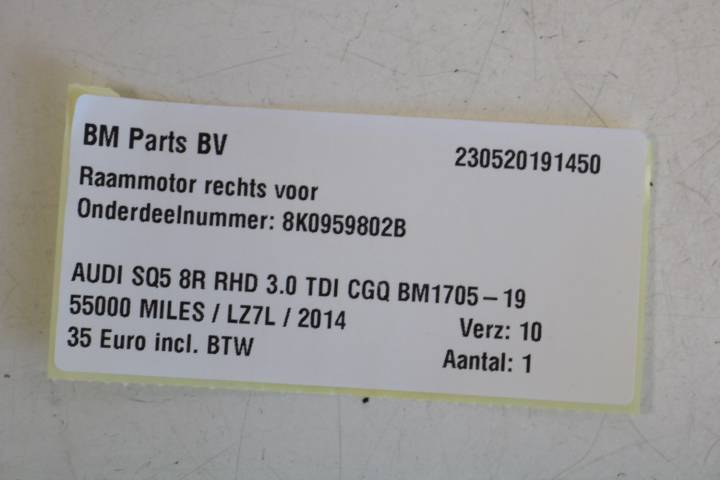 BM Parts BV 230520191450
Raammotor rechts voor
Onderdeelnummer: 8K0959802B
AUDI SQ5 8R RHD 3.0 TDI CGQ BM1705-19
55000 MILES / LZ7L / 2014 Verz: 10
35 Euro incl. BTW Aantal: 1